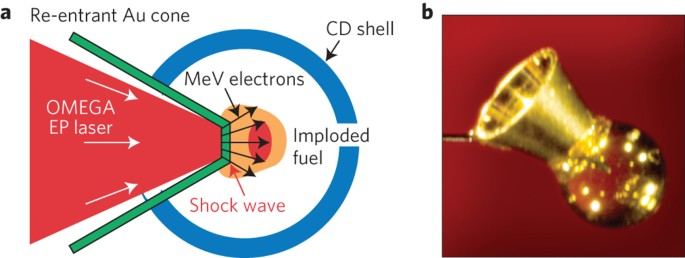 a
Re-entrant Au cone
CD shell
MeV electrons
OMEGA
EP laser
Imploded
fuel
Shock wave
b